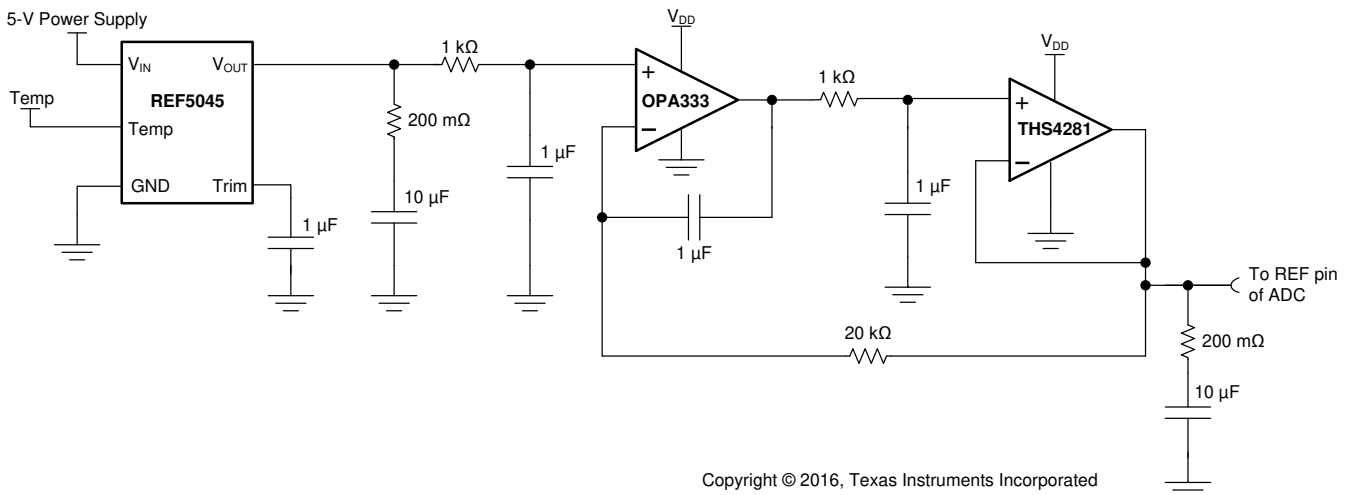 5-V Power Supply
V_IN
V_OUT
REF5045
Temp
Temp
GND
Trim
1 µF
200 mΩ
10 µF
1 kΩ
1 µF
V_DD
+
OPA333
−
1 µF
1 kΩ
1 µF
V_DD
+
THS4281
−
20 kΩ
To REF pin
of ADC
200 mΩ
10 µF
Copyright © 2016, Texas Instruments Incorporated